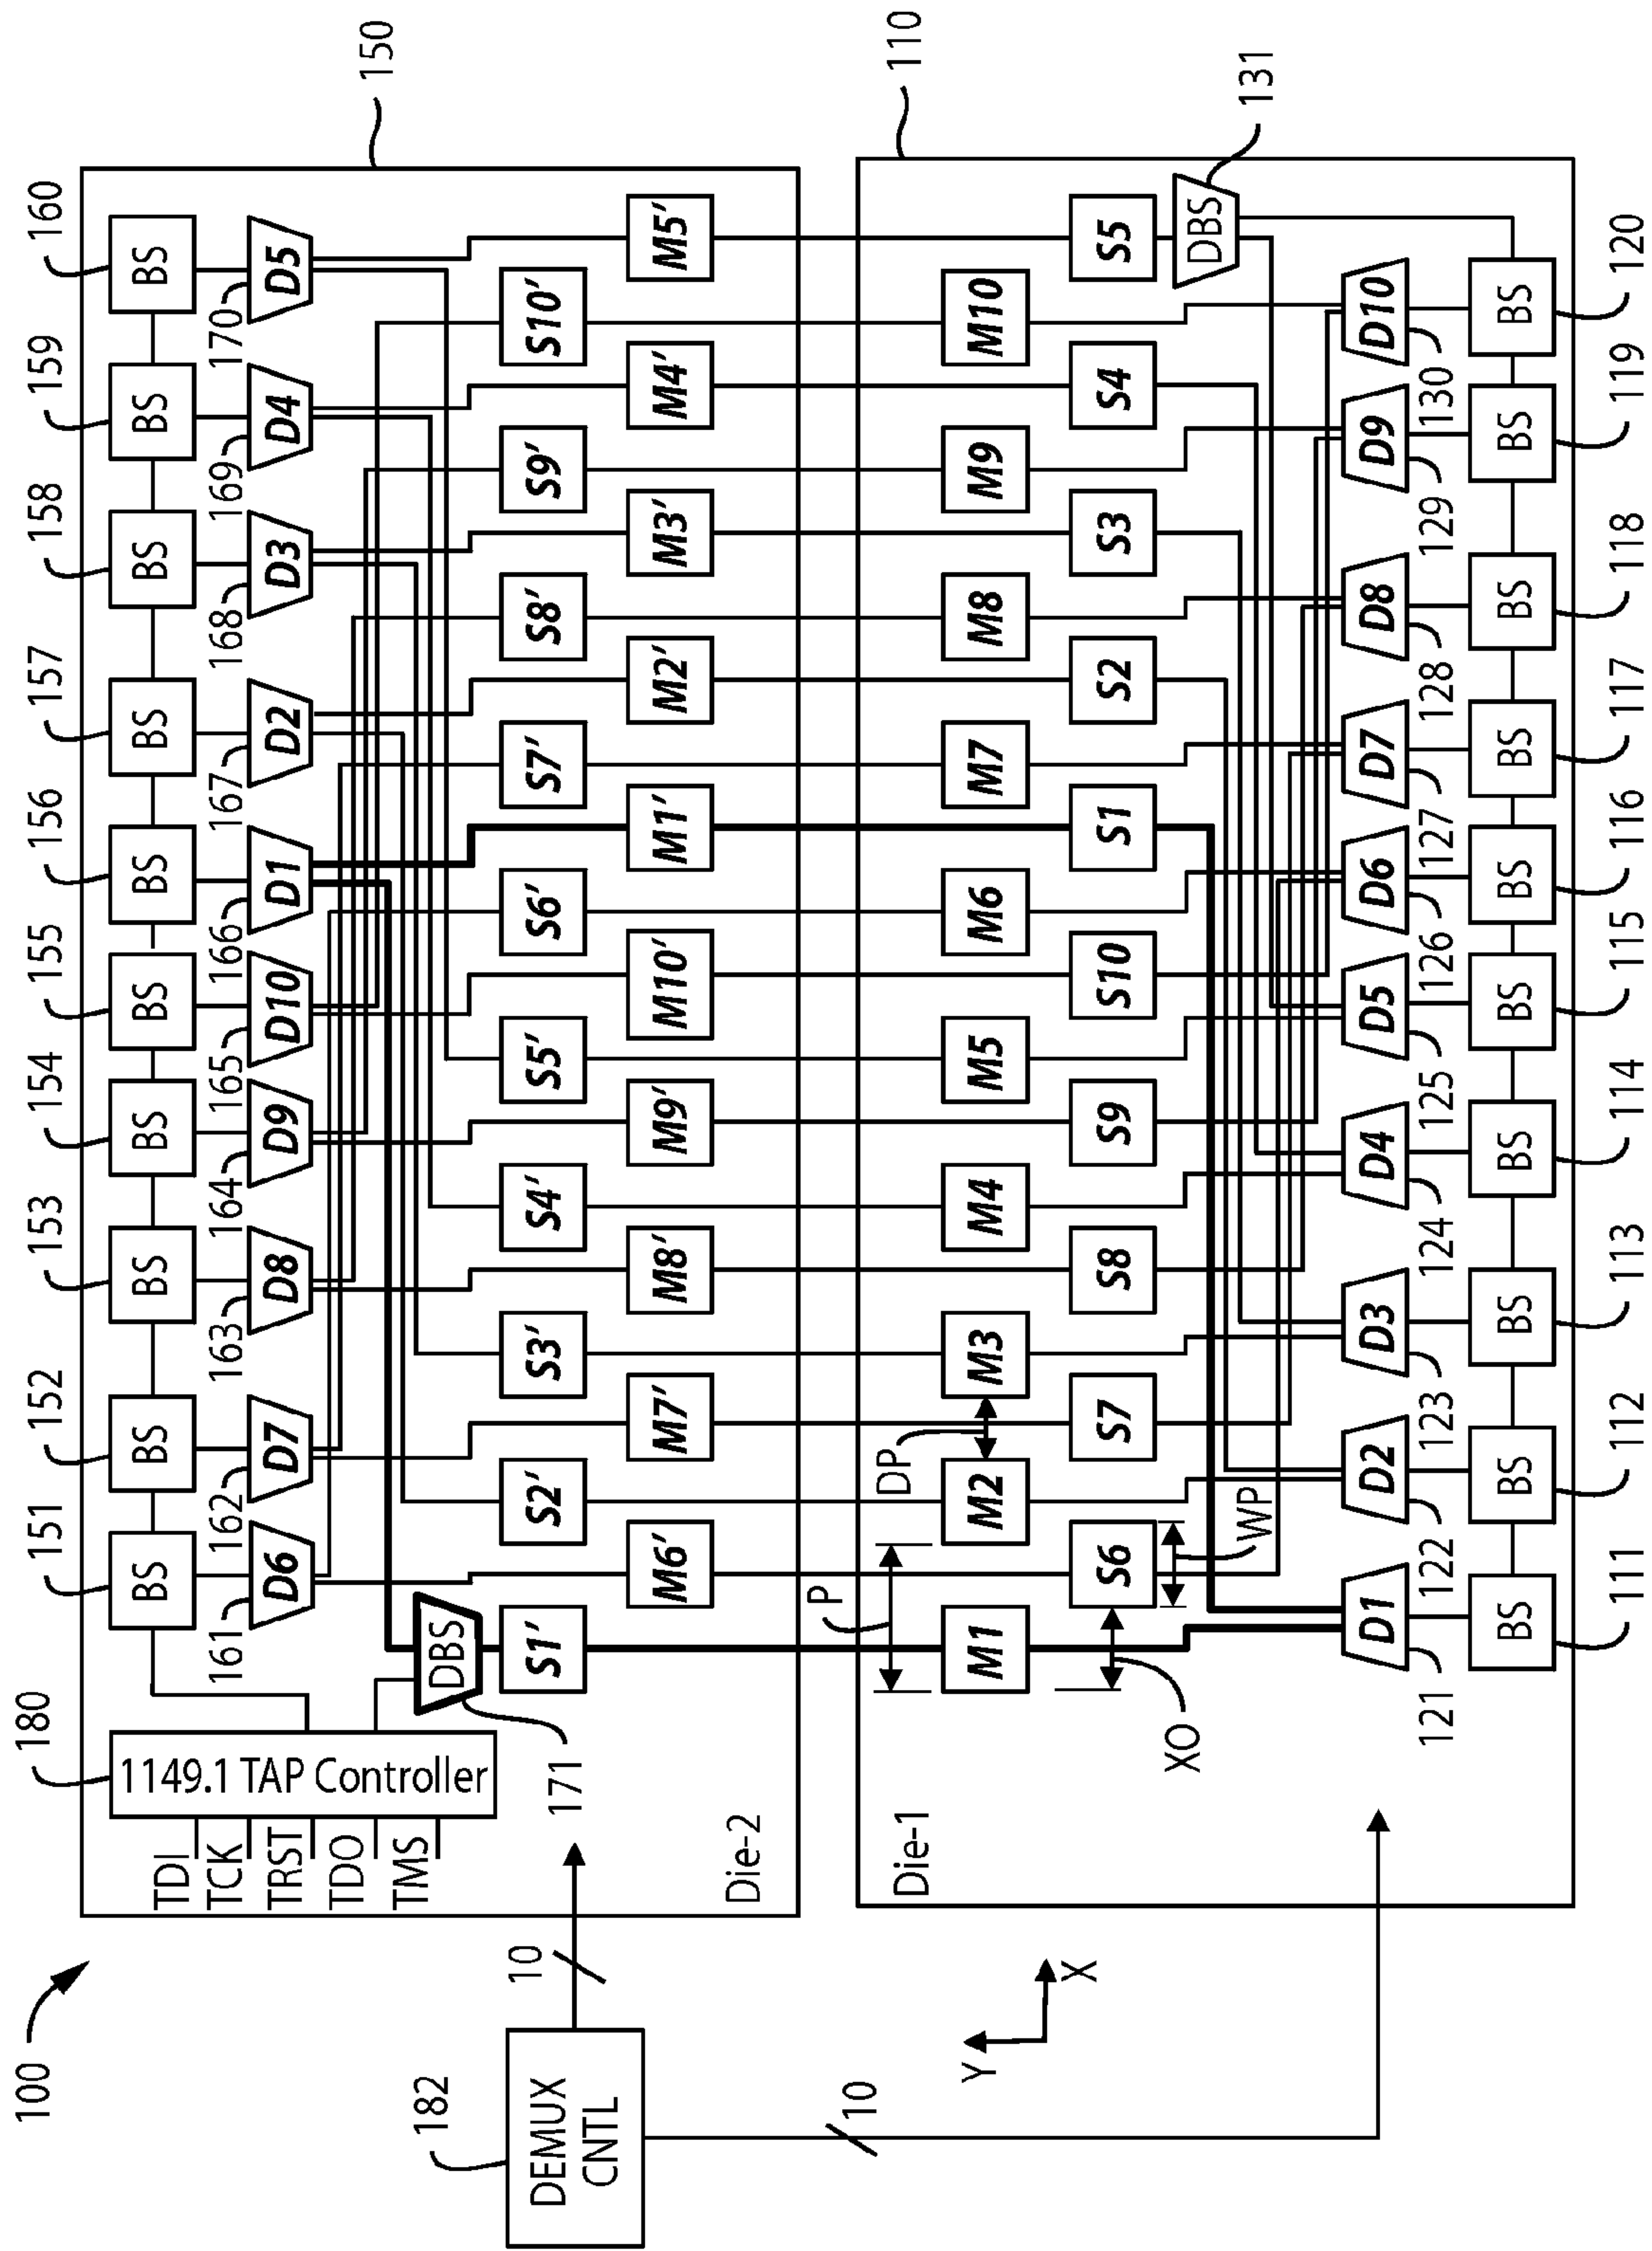 100
151 152 153 154 155 156 157 158 159 160
BS BS BS BS BS BS BS BS BS BS
180
161 162 163 164 165 166 167 168 169 170
1149.1 TAP Controller
TDI
TCK
TRST
TDO
TMS
D6 D7 D8 D9 D10 D1 D2 D3 D4 D5
150
DBS
171
S1' S2' S3' S4' S5' S6' S7' S8' S9' S10'
M6' M7' M8' M9' M10' M1' M2' M3' M4' M5'
Die-2
182
DEMUX
CNTL
10
10
Y
X
110
Die-1
P
DP
M1 M2 M3 M4 M5 M6 M7 M8 M9 M10
S6 S7 S8 S9 S10 S1 S2 S3 S4 S5
XO
WP
DBS
131
D1 D2 D3 D4 D5 D6 D7 D8 D9 D10
121 122 123 124 125 126 127 128 129 130
BS BS BS BS BS BS BS BS BS BS
111 112 113 114 115 116 117 118 119 120